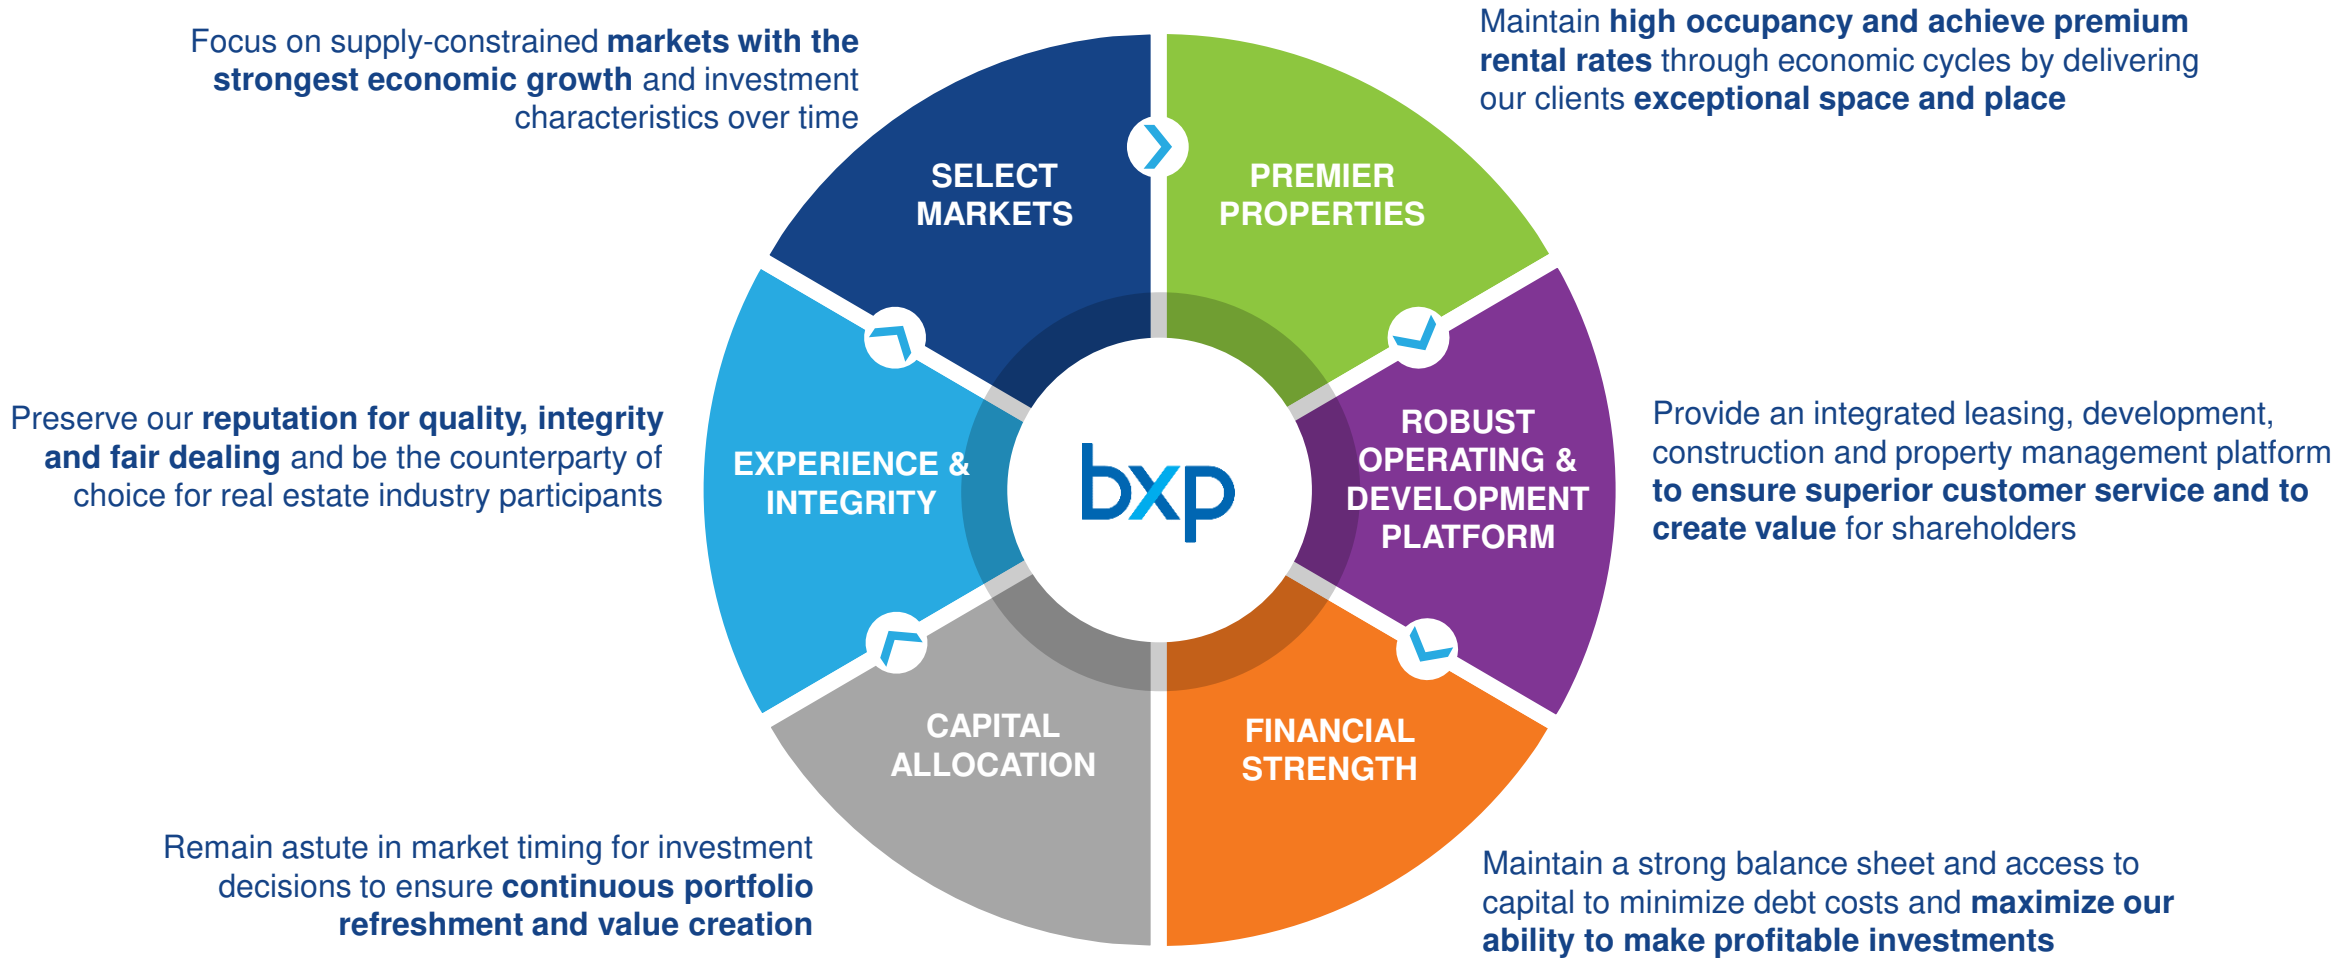 Focus on supply-constrained markets with the
strongest economic growth and investment
characteristics over time
Maintain high occupancy and achieve premium
rental rates through economic cycles by delivering
our clients exceptional space and place
SELECT
MARKETS
PREMIER
PROPERTIES
Preserve our reputation for quality, integrity
and fair dealing and be the counterparty of
choice for real estate industry participants
EXPERIENCE &
INTEGRITY
bxp
ROBUST
OPERATING &
DEVELOPMENT
PLATFORM
Provide an integrated leasing, development,
construction and property management platform
to ensure superior customer service and to
create value for shareholders
CAPITAL
ALLOCATION
FINANCIAL
STRENGTH
Remain astute in market timing for investment
decisions to ensure continuous portfolio
refreshment and value creation
Maintain a strong balance sheet and access to
capital to minimize debt costs and maximize our
ability to make profitable investments